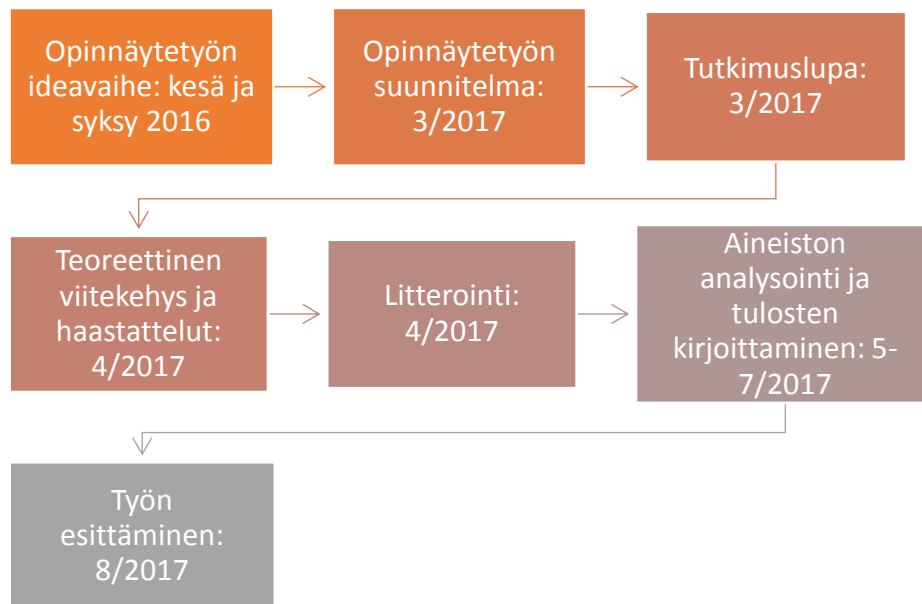 Opinnäytetyön
ideavaihe: kesä ja
syksy 2016
Opinnäytetyön
suunnitelma:
3/2017
Tutkimuslupa:
3/2017
Teoreettinen
viitekehys ja
haastattelut:
4/2017
Litterointi:
4/2017
Aineiston
analysointi ja
tulosten
kirjoittaminen: 5-
7/2017
Työn
esittäminen:
8/2017